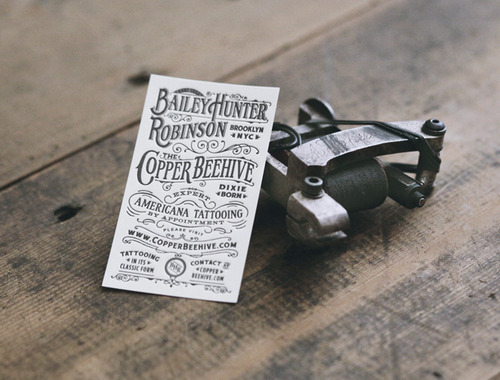 BAILEY HUNTER
ROBINSON BROOKLYN NYC
THE
COPPER BEEHIVE
DIXIE BORN
EXPERT
AMERICANA TATTOOING
BY APPOINTMENT
PLEASE VISIT
WWW.COPPERBEEHIVE.COM
TATTOOING
IN ITS
CLASSIC FORM
CONTACT @
COPPER
BEEHIVE.COM